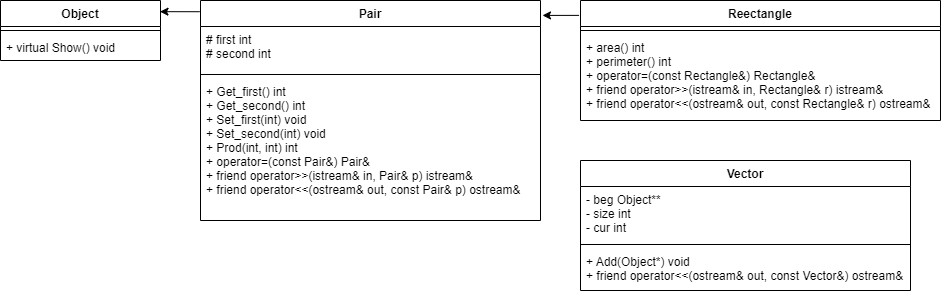 Object
+ virtual Show() void
Pair
# first int
# second int
+ Get_first() int
+ Get_second() int
+ Set_first(int) void
+ Set_second(int) void
+ Prod(int, int) int
+ operator=(const Pair&) Pair&
+ friend operator>>(istream& in, Pair& p) istream&
+ friend operator<<(ostream& out, const Pair& p) ostream&
Reectangle
+ area() int
+ perimeter() int
+ operator=(const Rectangle&) Rectangle&
+ friend operator>>(istream& in, Rectangle& r) istream&
+ friend operator<<(ostream& out, const Rectangle& r) ostream&
Vector
- beg Object**
- size int
- cur int
+ Add(Object*) void
+ friend operator<<(ostream& out, const Vector&) ostream&